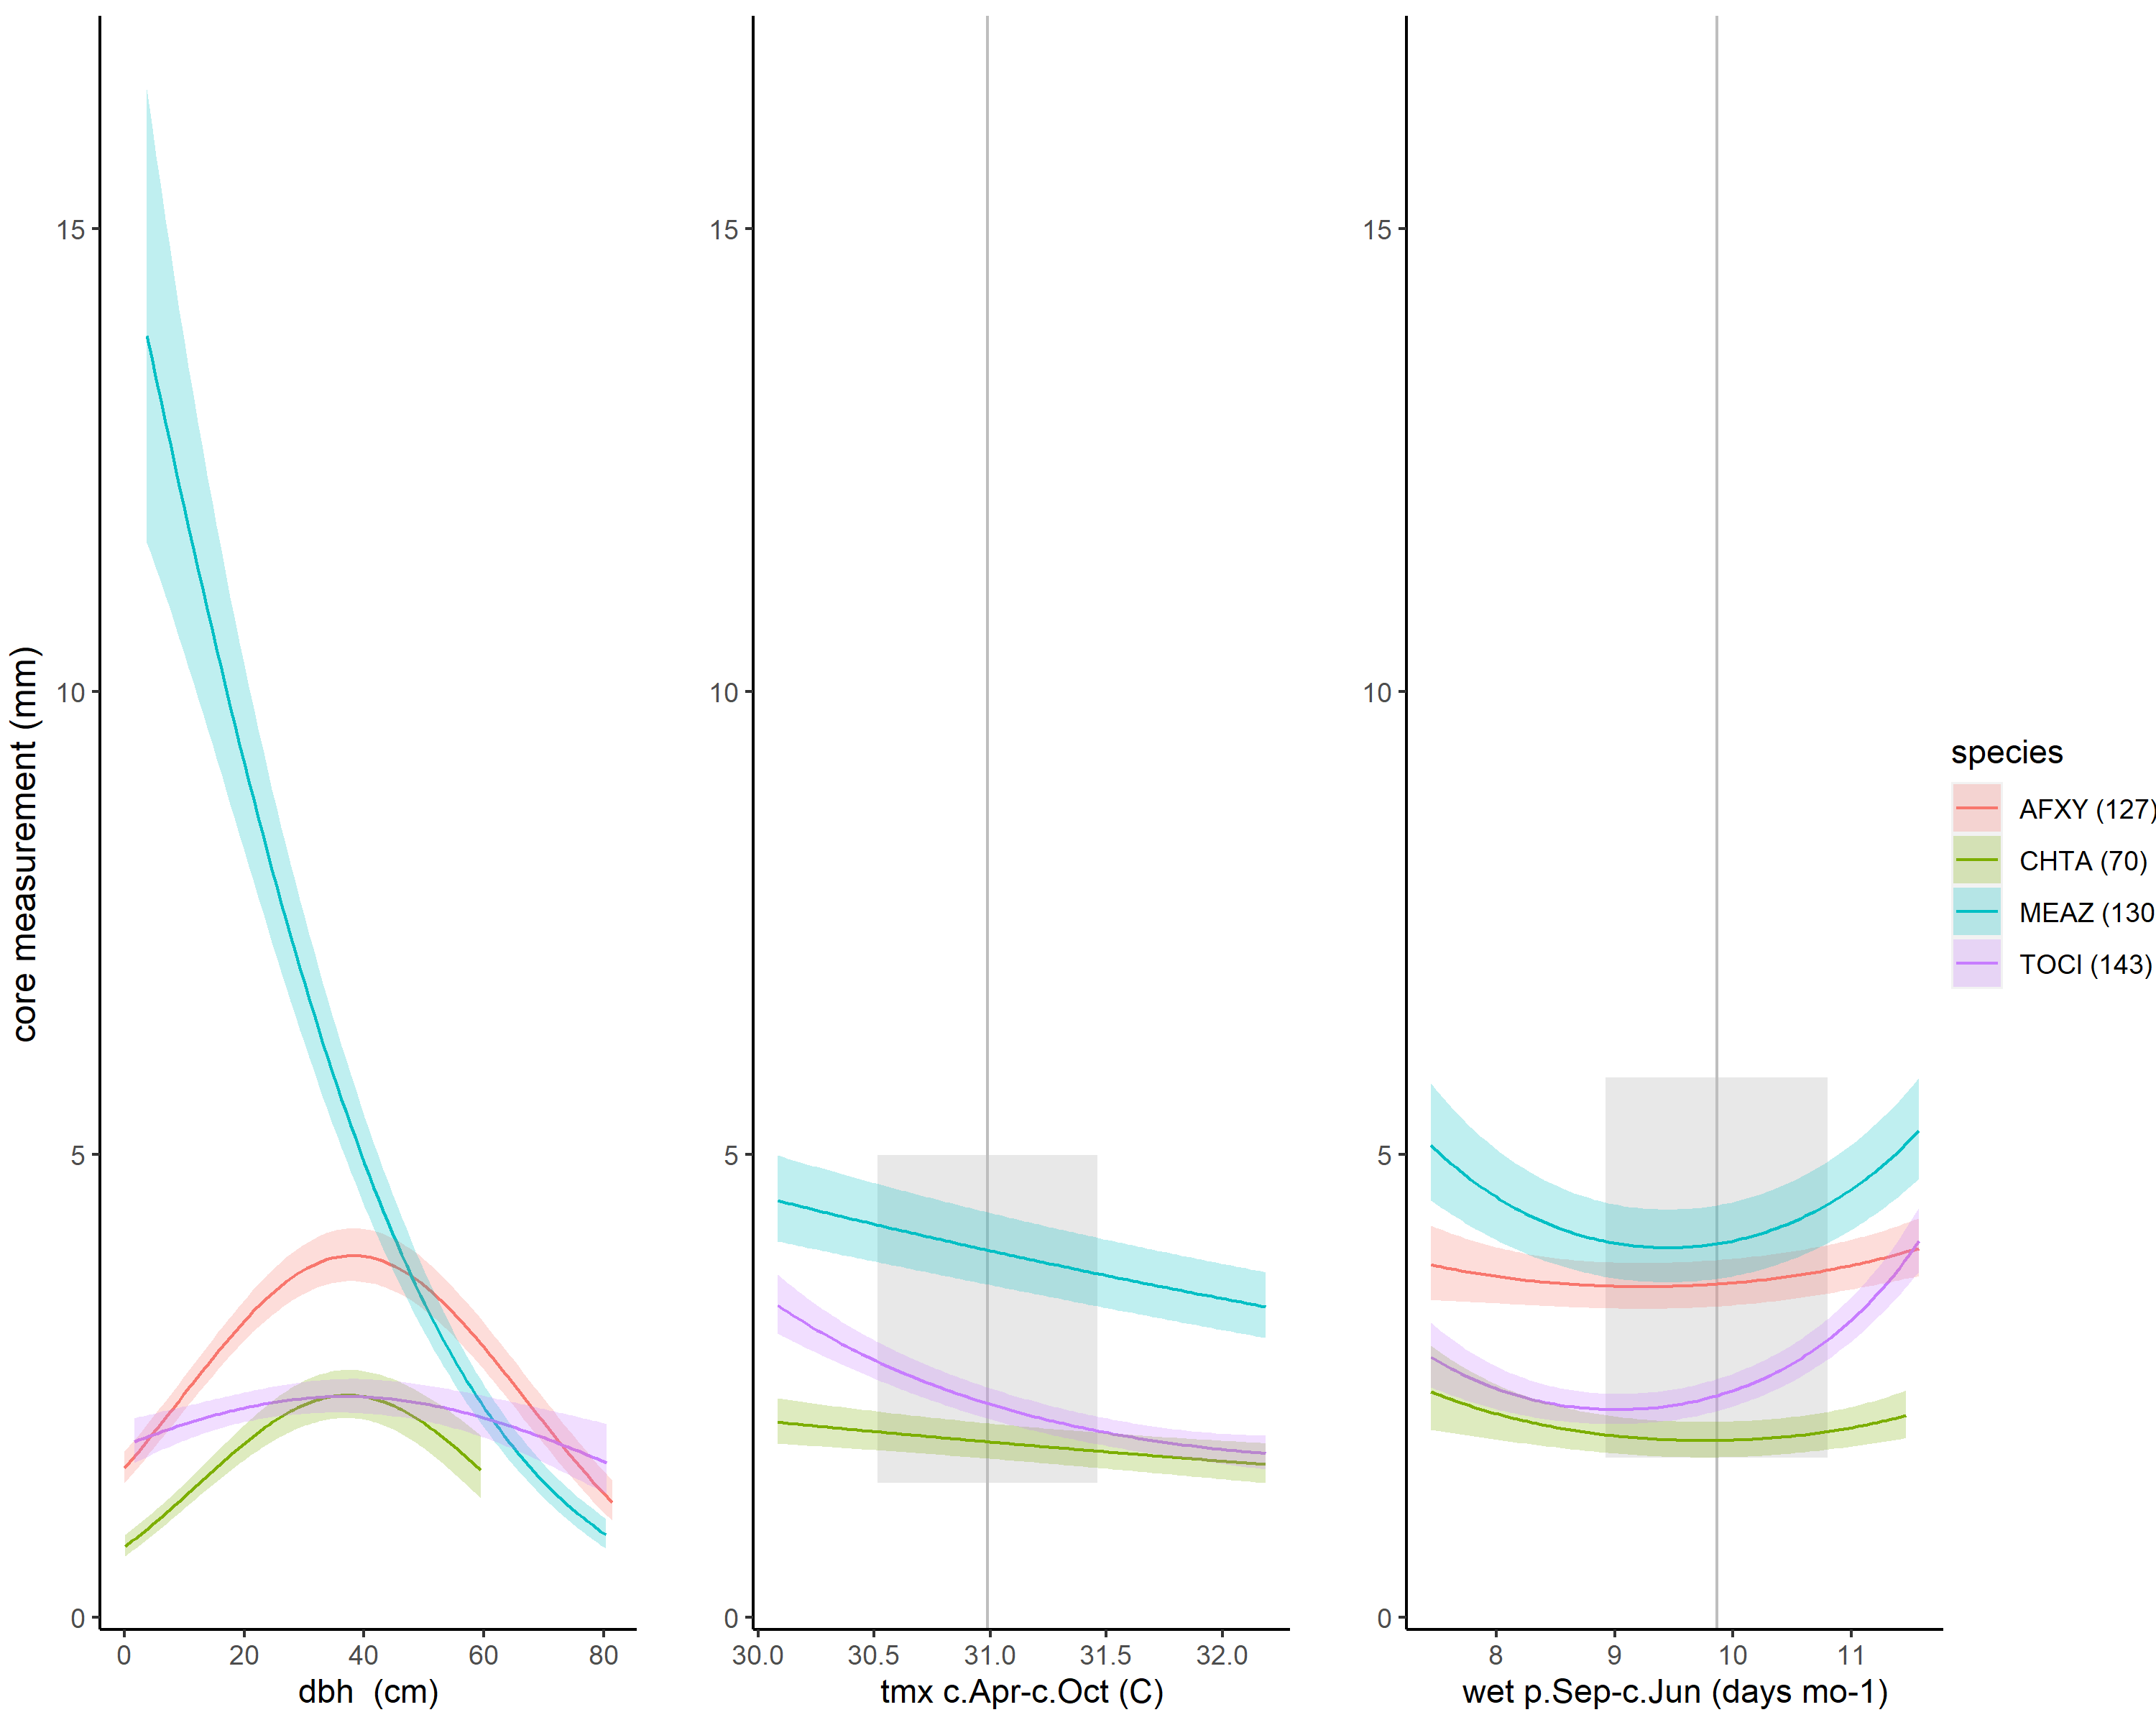 core measurement (mm)
15
10
5
0
0 20 40 60 80
dbh  (cm)
15
10
5
0
30.0 30.5 31.0 31.5 32.0
tmx c.Apr-c.Oct (C)
15
10
5
0
8 9 10 11
wet p.Sep-c.Jun (days mo-1)
species
AFXY (127)
CHTA (70)
MEAZ (130
TOCI (143)